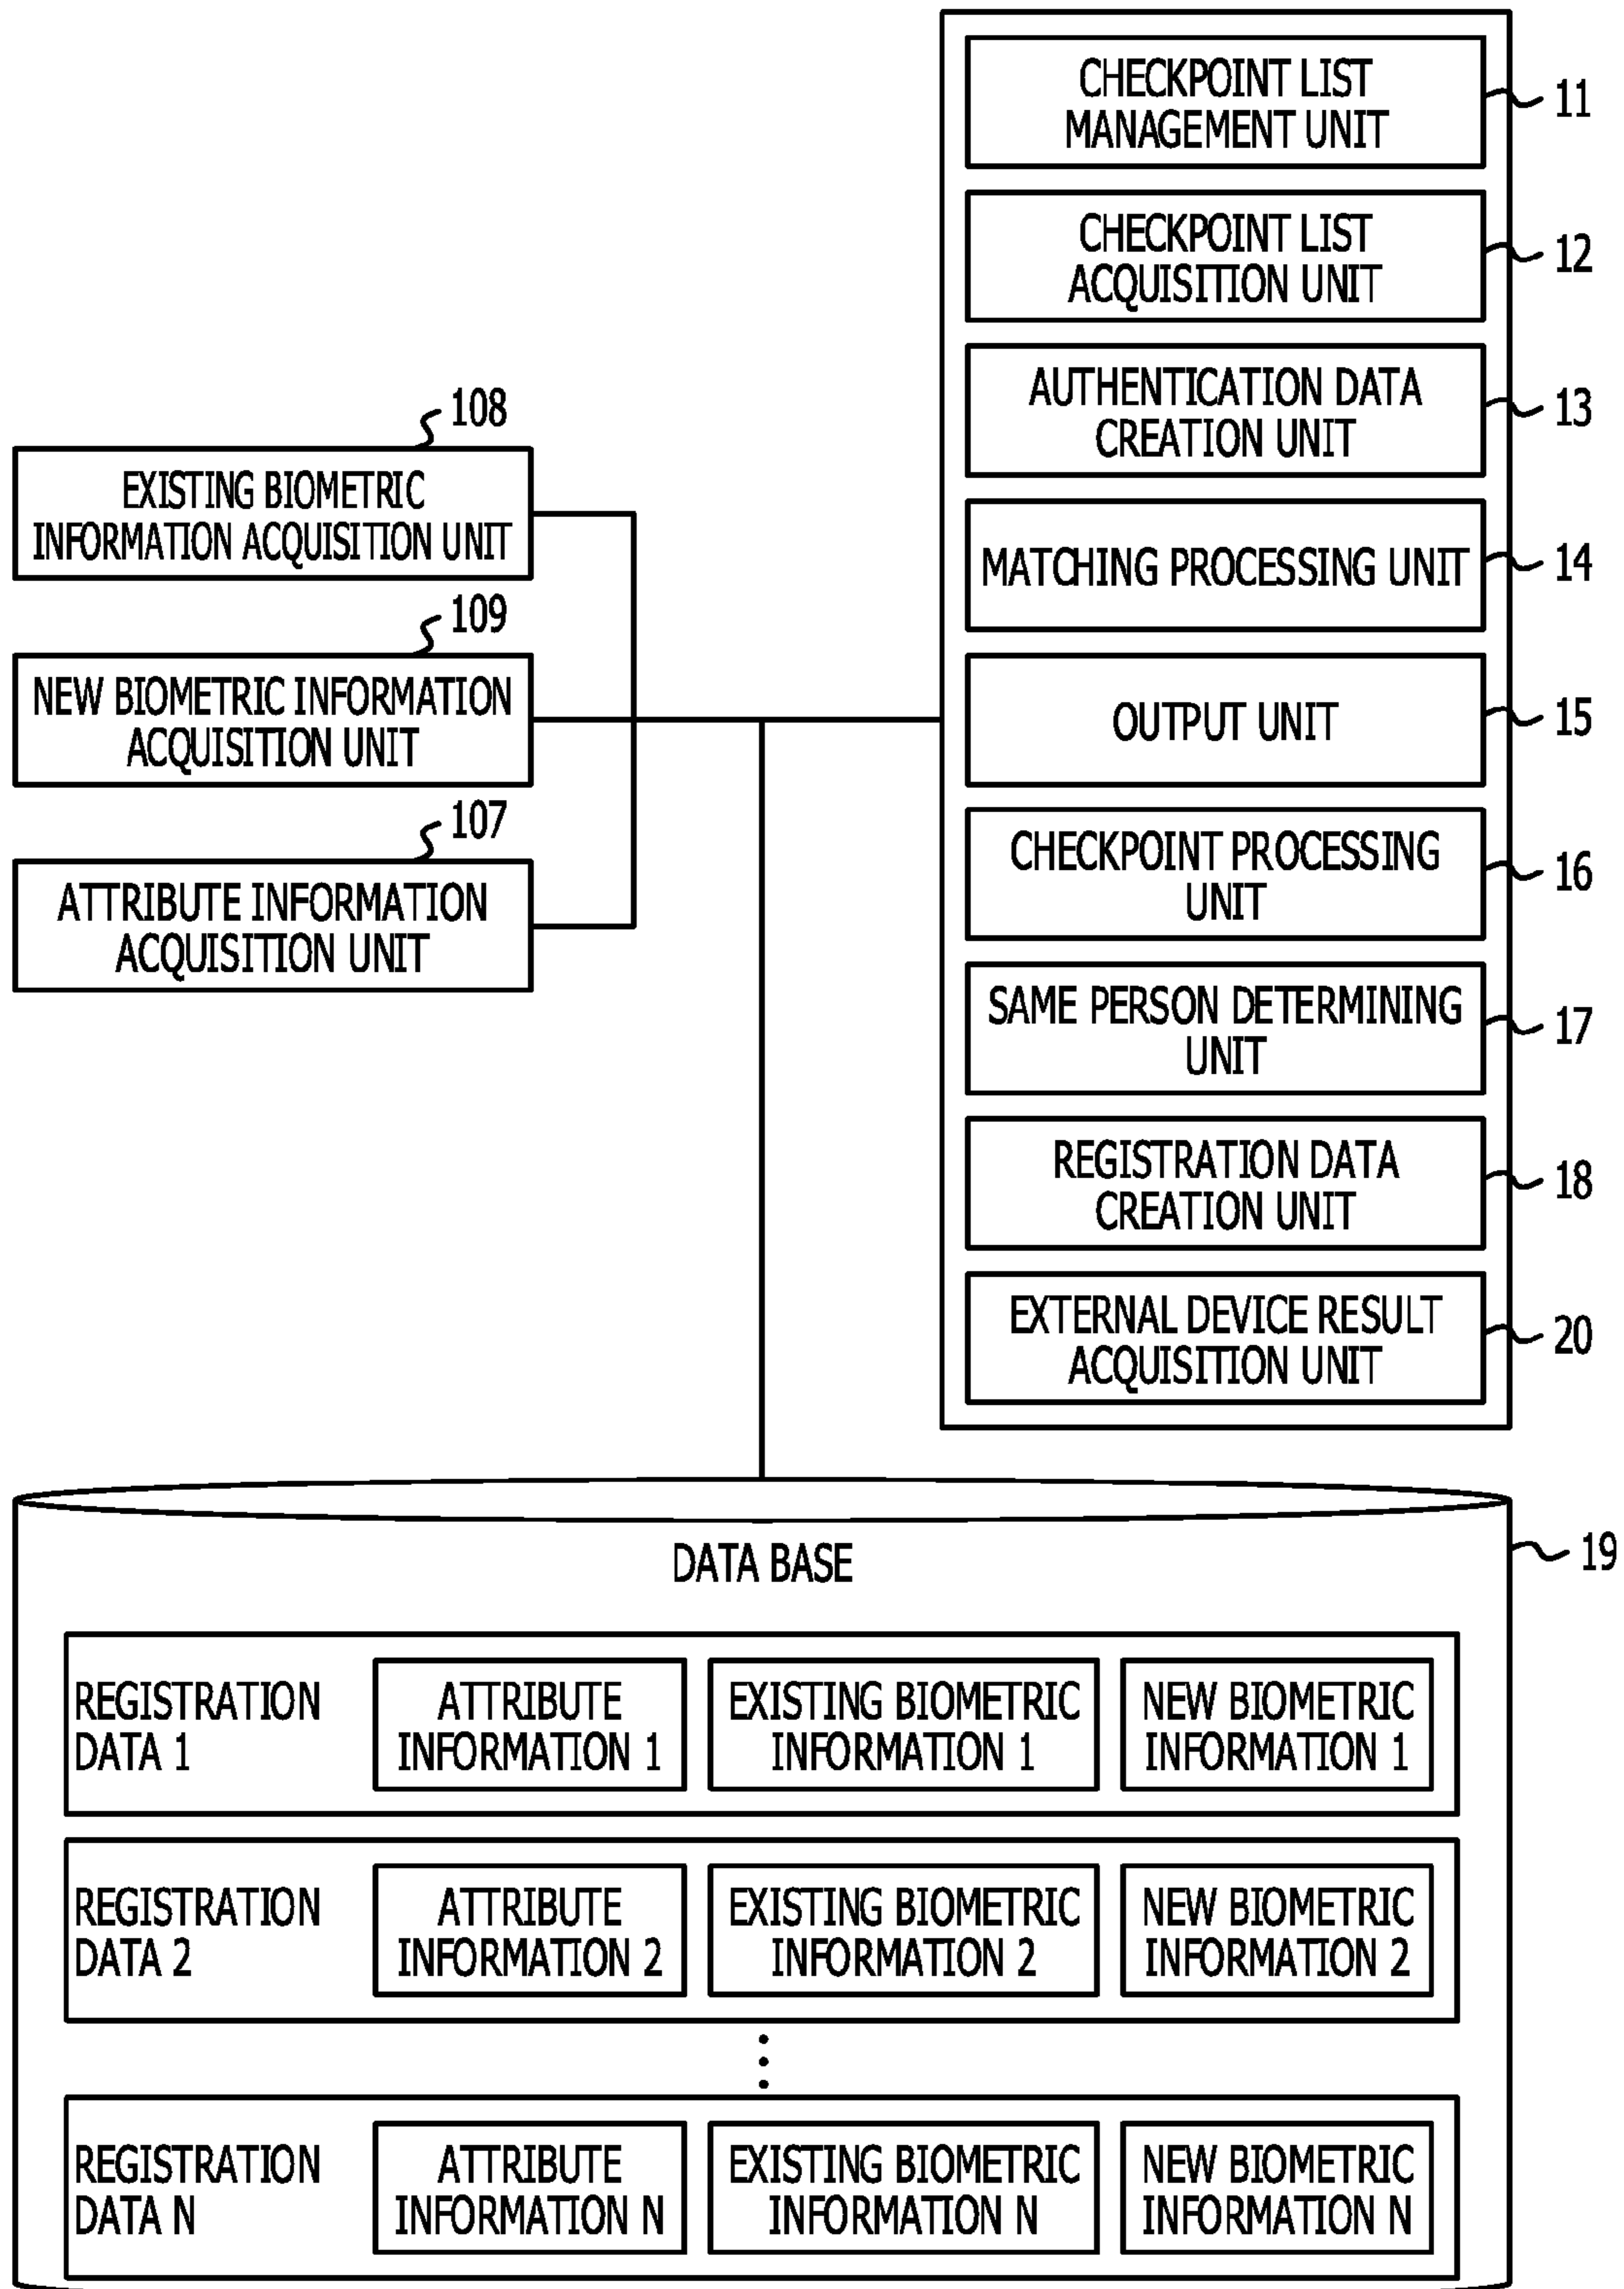 CHECKPOINT LIST
MANAGEMENT UNIT
11
CHECKPOINT LIST
ACQUISITION UNIT
12
AUTHENTICATION DATA
CREATION UNIT
13
MATCHING PROCESSING UNIT
14
OUTPUT UNIT
15
CHECKPOINT PROCESSING
UNIT
16
SAME PERSON DETERMINING
UNIT
17
REGISTRATION DATA
CREATION UNIT
18
EXTERNAL DEVICE RESULT
ACQUISITION UNIT
20
108
EXISTING BIOMETRIC
INFORMATION ACQUISITION UNIT
109
NEW BIOMETRIC INFORMATION
ACQUISITION UNIT
107
ATTRIBUTE INFORMATION
ACQUISITION UNIT
DATA BASE
19
REGISTRATION
DATA 1
ATTRIBUTE
INFORMATION 1
EXISTING BIOMETRIC
INFORMATION 1
NEW BIOMETRIC
INFORMATION 1
REGISTRATION
DATA 2
ATTRIBUTE
INFORMATION 2
EXISTING BIOMETRIC
INFORMATION 2
NEW BIOMETRIC
INFORMATION 2
REGISTRATION
DATA N
ATTRIBUTE
INFORMATION N
EXISTING BIOMETRIC
INFORMATION N
NEW BIOMETRIC
INFORMATION N